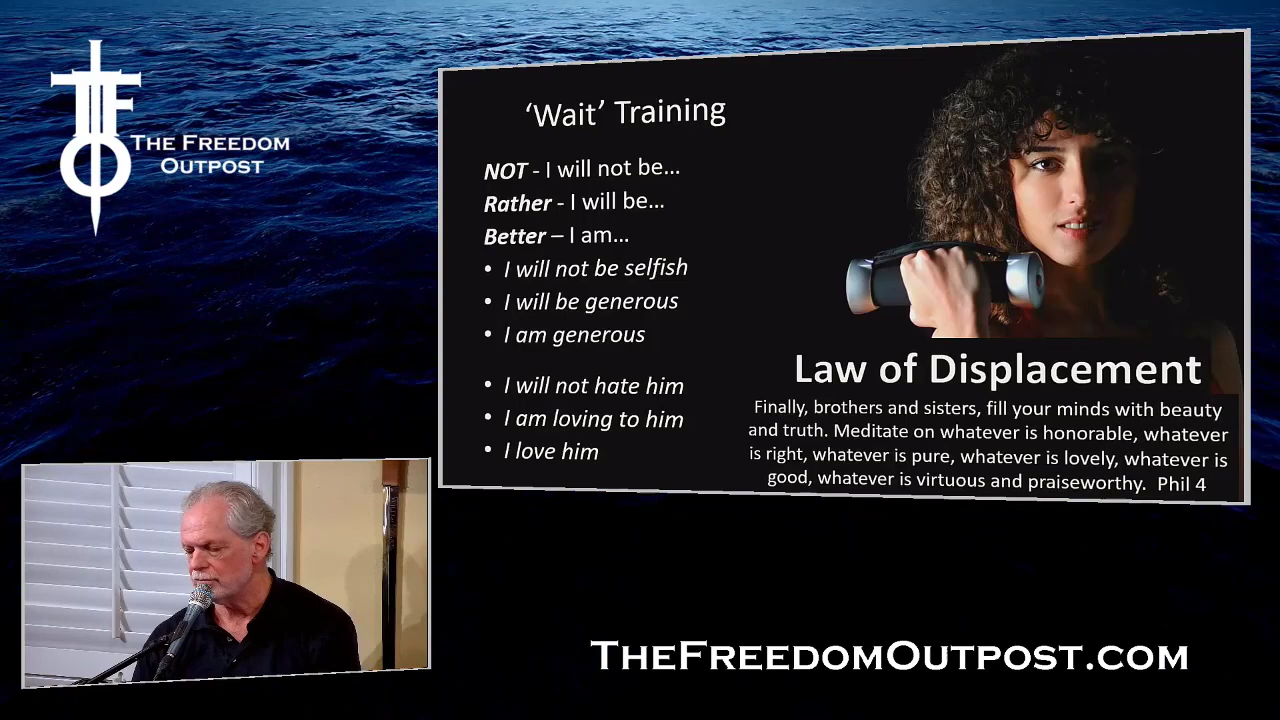 THE FREEDOM
OUTPOST
‘Wait’ Training
NOT - I will not be...
Rather - I will be...
Better – I am...
• I will not be selfish
• I will be generous
• I am generous
• I will not hate him
• I am loving to him
• I love him
Law of Displacement
Finally, brothers and sisters, fill your minds with beauty
and truth. Meditate on whatever is honorable, whatever
is right, whatever is pure, whatever is lovely, whatever is
good, whatever is virtuous and praiseworthy. Phil 4
THEFREEDOMOUTPOST.COM